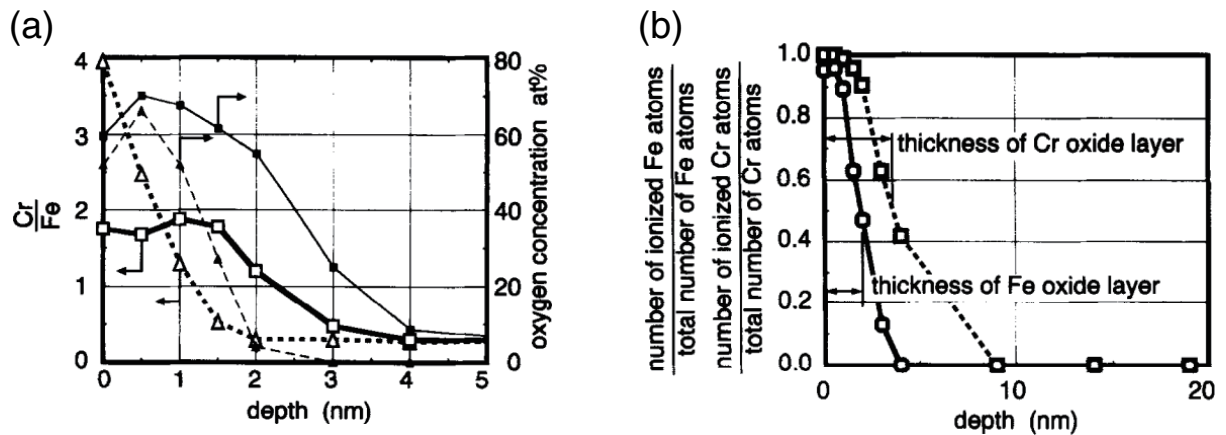 (a)
4
3
2
1
0
Cr
Fe
0
1
2
3
4
5
depth (nm)
80
60
40
20
0
oxygen concentration at%
(b)
number of ionized Fe atoms
total number of Fe atoms
number of ionized Cr atoms
total number of Cr atoms
1.0
0.8
0.6
0.4
0.2
0.0
thickness of Cr oxide layer
thickness of Fe oxide layer
0
10
20
depth (nm)